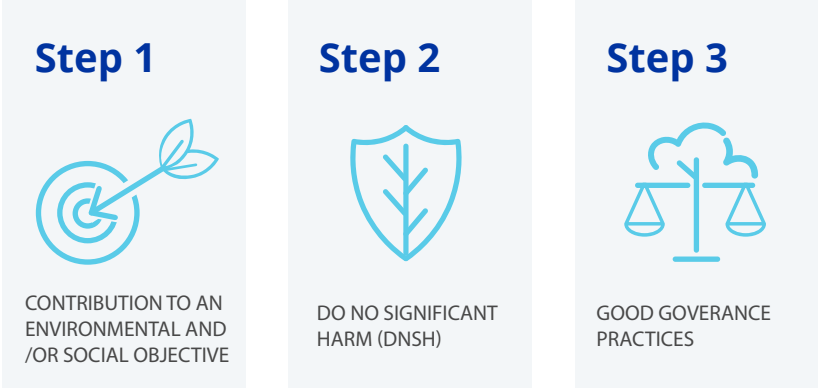 Step 1
CONTRIBUTION TO AN
ENVIRONMENTAL AND
/OR SOCIAL OBJECTIVE
Step 2
DO NO SIGNIFICANT
HARM (DNSH)
Step 3
GOOD GOVERANCE
PRACTICES